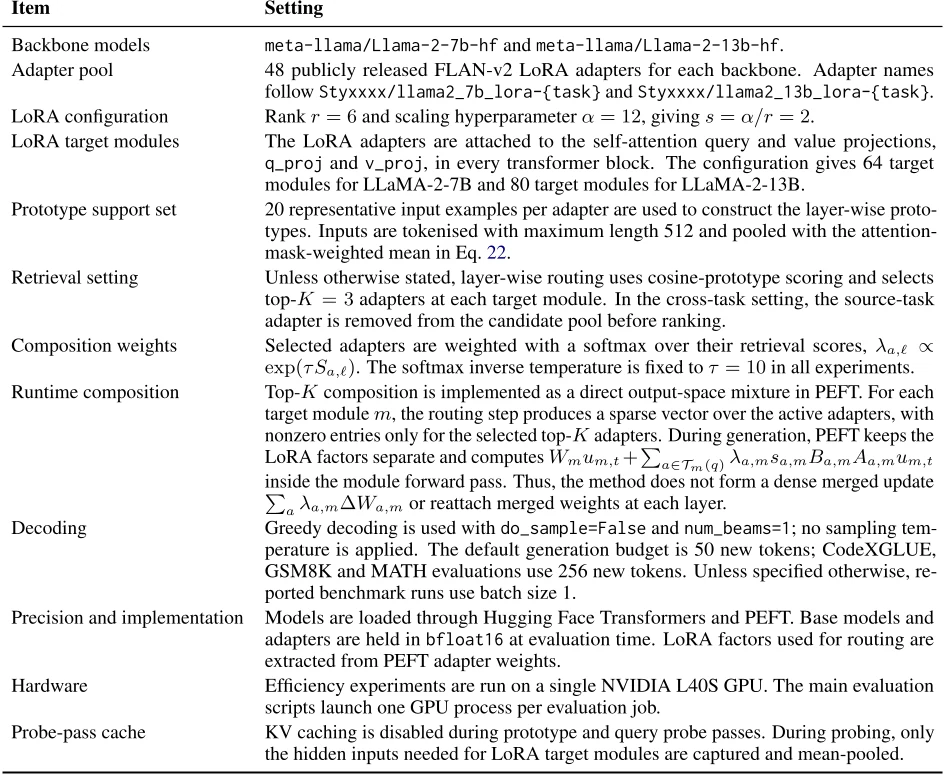 Item Setting
Backbone models meta-llama/Llama-2-7b-hf and meta-llama/Llama-2-13b-hf.
Adapter pool 48 publicly released FLAN-v2 LoRA adapters for each backbone. Adapter names
follow Styxxxx/llama2_7b_lora-{task} and Styxxxx/llama2_13b_lora-{task}.
LoRA configuration Rank r = 6 and scaling hyperparameter α = 12, giving s = α/r = 2.
LoRA target modules The LoRA adapters are attached to the self-attention query and value projections,
q_proj and v_proj, in every transformer block. The configuration gives 64 target
modules for LLaMA-2-7B and 80 target modules for LLaMA-2-13B.
Prototype support set 20 representative input examples per adapter are used to construct the layer-wise proto-
types. Inputs are tokenised with maximum length 512 and pooled with the attention-
mask-weighted mean in Eq. 22.
Retrieval setting Unless otherwise stated, layer-wise routing uses cosine-prototype scoring and selects
top-K = 3 adapters at each target module. In the cross-task setting, the source-task
adapter is removed from the candidate pool before ranking.
Composition weights Selected adapters are weighted with a softmax over their retrieval scores, λ_{a,ℓ} ∝
exp(τS_{a,ℓ}). The softmax inverse temperature is fixed to τ = 10 in all experiments.
Runtime composition Top-K composition is implemented as a direct output-space mixture in PEFT. For each
target module m, the routing step produces a sparse vector over the active adapters, with
nonzero entries only for the selected top-K adapters. During generation, PEFT keeps the
LoRA factors separate and computes W_m u_{m,t} + ∑_{a∈𝒯_m(q)} λ_{a,m} s_{a,m} B_{a,m} A_{a,m} u_{m,t}
inside the module forward pass. Thus, the method does not form a dense merged update
∑_a λ_{a,m} ΔW_{a,m} or reattach merged weights at each layer.
Decoding Greedy decoding is used with do_sample=False and num_beams=1; no sampling tem-
perature is applied. The default generation budget is 50 new tokens; CodeXGLUE,
GSM8K and MATH evaluations use 256 new tokens. Unless specified otherwise, re-
ported benchmark runs use batch size 1.
Precision and implementation Models are loaded through Hugging Face Transformers and PEFT. Base models and
adapters are held in bfloat16 at evaluation time. LoRA factors used for routing are
extracted from PEFT adapter weights.
Hardware Efficiency experiments are run on a single NVIDIA L40S GPU. The main evaluation
scripts launch one GPU process per evaluation job.
Probe-pass cache KV caching is disabled during prototype and query probe passes. During probing, only
the hidden inputs needed for LoRA target modules are captured and mean-pooled.